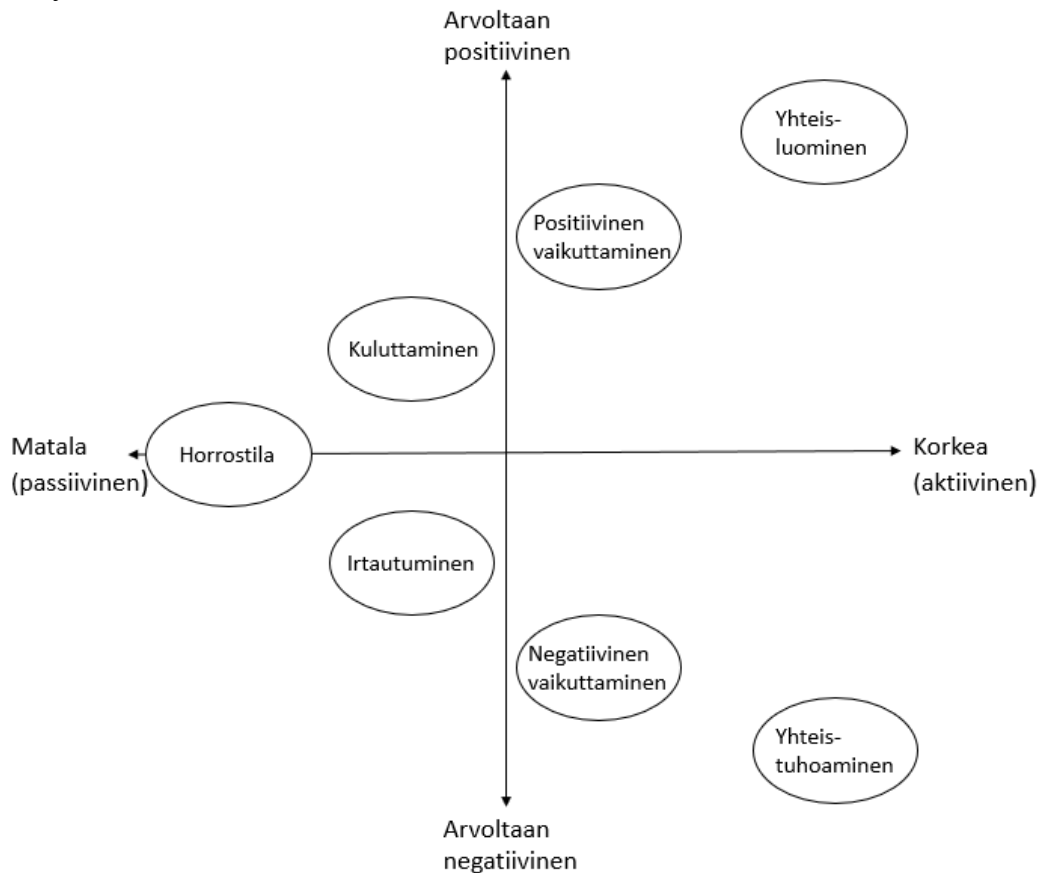 Arvoltaan
positiivinen
Yhteis-
luominen
Positiivinen
vaikuttaminen
Kuluttaminen
Matala
(passiivinen)
Horrostila
Korkea
(aktiivinen)
Irtautuminen
Negatiivinen
vaikuttaminen
Yhteis-
tuhoaminen
Arvoltaan
negatiivinen